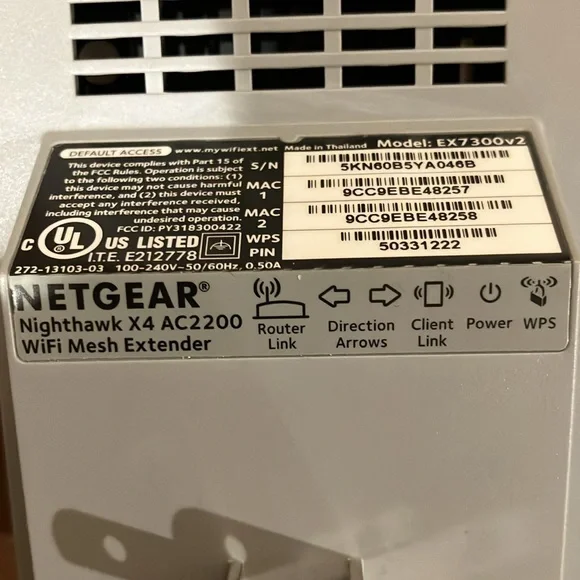 DEFAULT ACCESS www.mywifiext.net Made in Thailand Model: EX7300v2
This device complies with Part 15 of
the FCC Rules. Operation is subject
to the following two conditions: (1)
this device may not cause harmful
interference, and (2) this device must
accept any interference received,
including interference that may cause
undesired operation.
FCC ID: PY318300422
S/N 5KN60B5YA046B
MAC 1 9CC9EBE48257
MAC 2 9CC9EBE48258
WPS PIN 50331222
C UL US LISTED
I.T.E. E212778
272-13103-03 100-240V~50/60Hz, 0.50A
NETGEAR®
Nighthawk X4 AC2200
WiFi Mesh Extender
Router Link
Direction Arrows
Client Link
Power
WPS